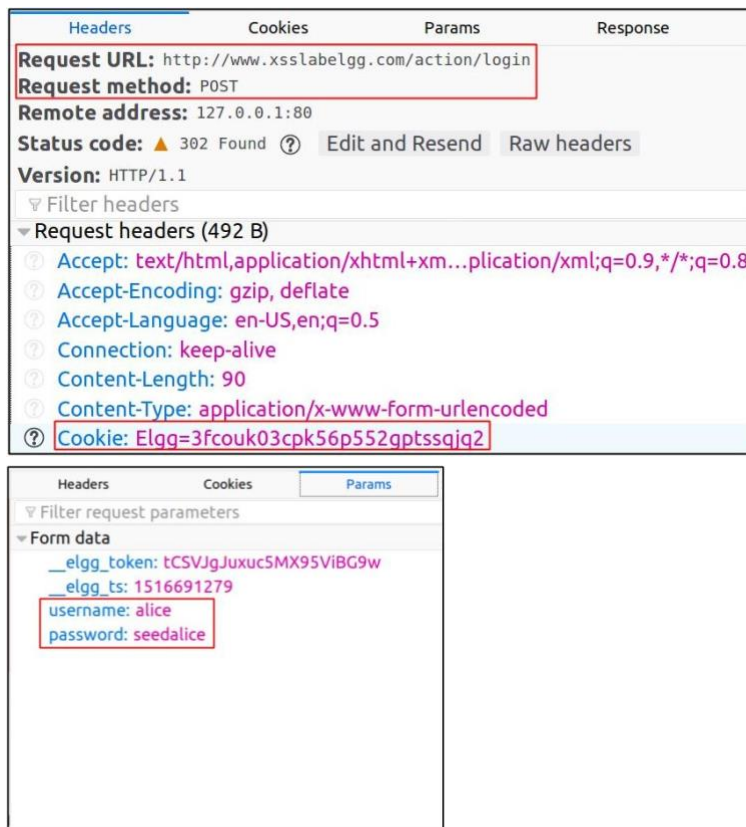 Headers Cookies Params Response
Request URL: http://www.xsslabelgg.com/action/login
Request method: POST
Remote address: 127.0.0.1:80
Status code: 302 Found ? Edit and Resend Raw headers
Version: HTTP/1.1
Filter headers
Request headers (492 B)
? Accept: text/html,application/xhtml+xm…plication/xml;q=0.9,*/*;q=0.8
? Accept-Encoding: gzip, deflate
? Accept-Language: en-US,en;q=0.5
? Connection: keep-alive
? Content-Length: 90
? Content-Type: application/x-www-form-urlencoded
? Cookie: Elgg=3fcouk03cpk56p552gptssqjq2
Headers Cookies Params
Filter request parameters
Form data
__elgg_token: tCSVJgJuxuc5MX95ViBG9w
__elgg_ts: 1516691279
username: alice
password: seedalice